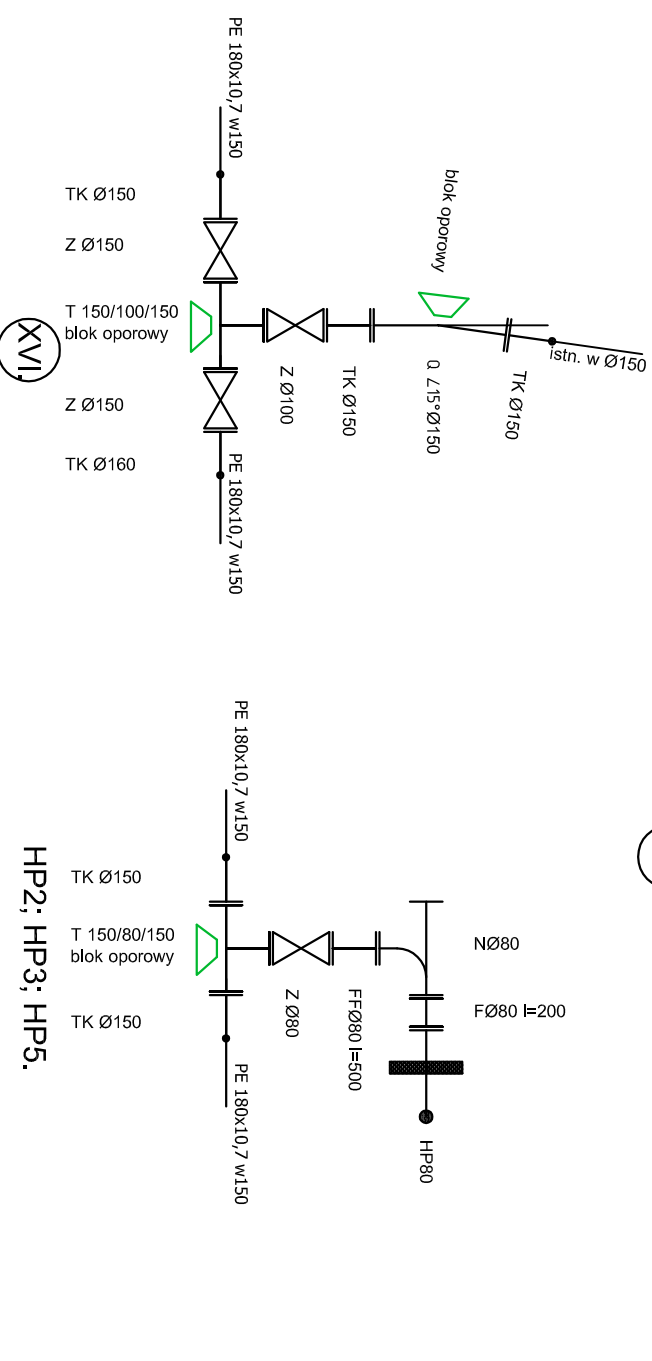 PE 180x10,7 w150
TK Ø150
Z Ø150
T 150/100/150
blok oporowy
XVI.
Z Ø150
TK Ø160
PE 180x10,7 w150
Z Ø100
TK Ø150
blok oporowy
Q ∠15°Ø150
TK Ø150
istn. w Ø150
PE 180x10,7 w150
TK Ø150
T 150/80/150
blok oporowy
TK Ø150
PE 180x10,7 w150
HP2; HP3; HP5.
Z Ø80
FFØ80 l=500
NØ80
FØ80 l=200
HP80